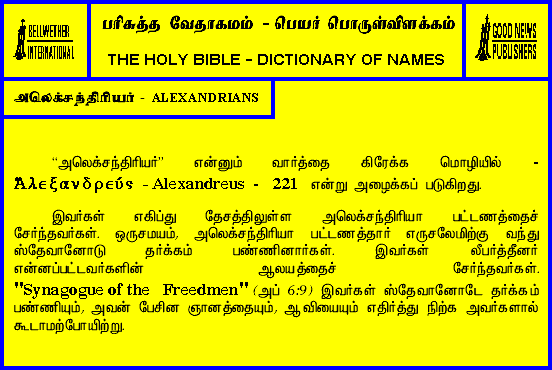 BELLWETHER
INTERNATIONAL
பரிசுத்த வேதாகமம் - பெயர் பொருள்விளக்கம்
THE HOLY BIBLE - DICTIONARY OF NAMES
GOOD NEWS
PUBLISHERS
அலெக்சந்திரியர் - ALEXANDRIANS
“அலெக்சந்திரியர்” என்னும் வார்த்தை கிரேக்க மொழியில் -
Ἀλεξανδρεύς - Alexandreus - 221 என்று அழைக்கப் படுகிறது.
இவர்கள் எகிப்து தேசத்திலுள்ள அலெக்சந்திரியா பட்டணத்தைச்
சேர்ந்தவர்கள். ஒருசமயம், அலெக்சந்திரியா பட்டணத்தார் எருசலேமிற்கு வந்து
ஸ்தேவானோடு தர்க்கம் பண்ணினார்கள். இவர்கள் லீபர்த்தீனர்
என்னப்பட்டவர்களின் ஆலயத்தைச் சேர்ந்தவர்கள்.
"Synagogue of the Freedmen" (அப் 6:9) இவர்கள் ஸ்தேவானோடே தர்க்கம்
பண்ணியும், அவன் பேசின ஞானத்தையும், ஆவியையும் எதிர்த்து நிற்க அவர்களால்
கூடாமற்போயிற்று.